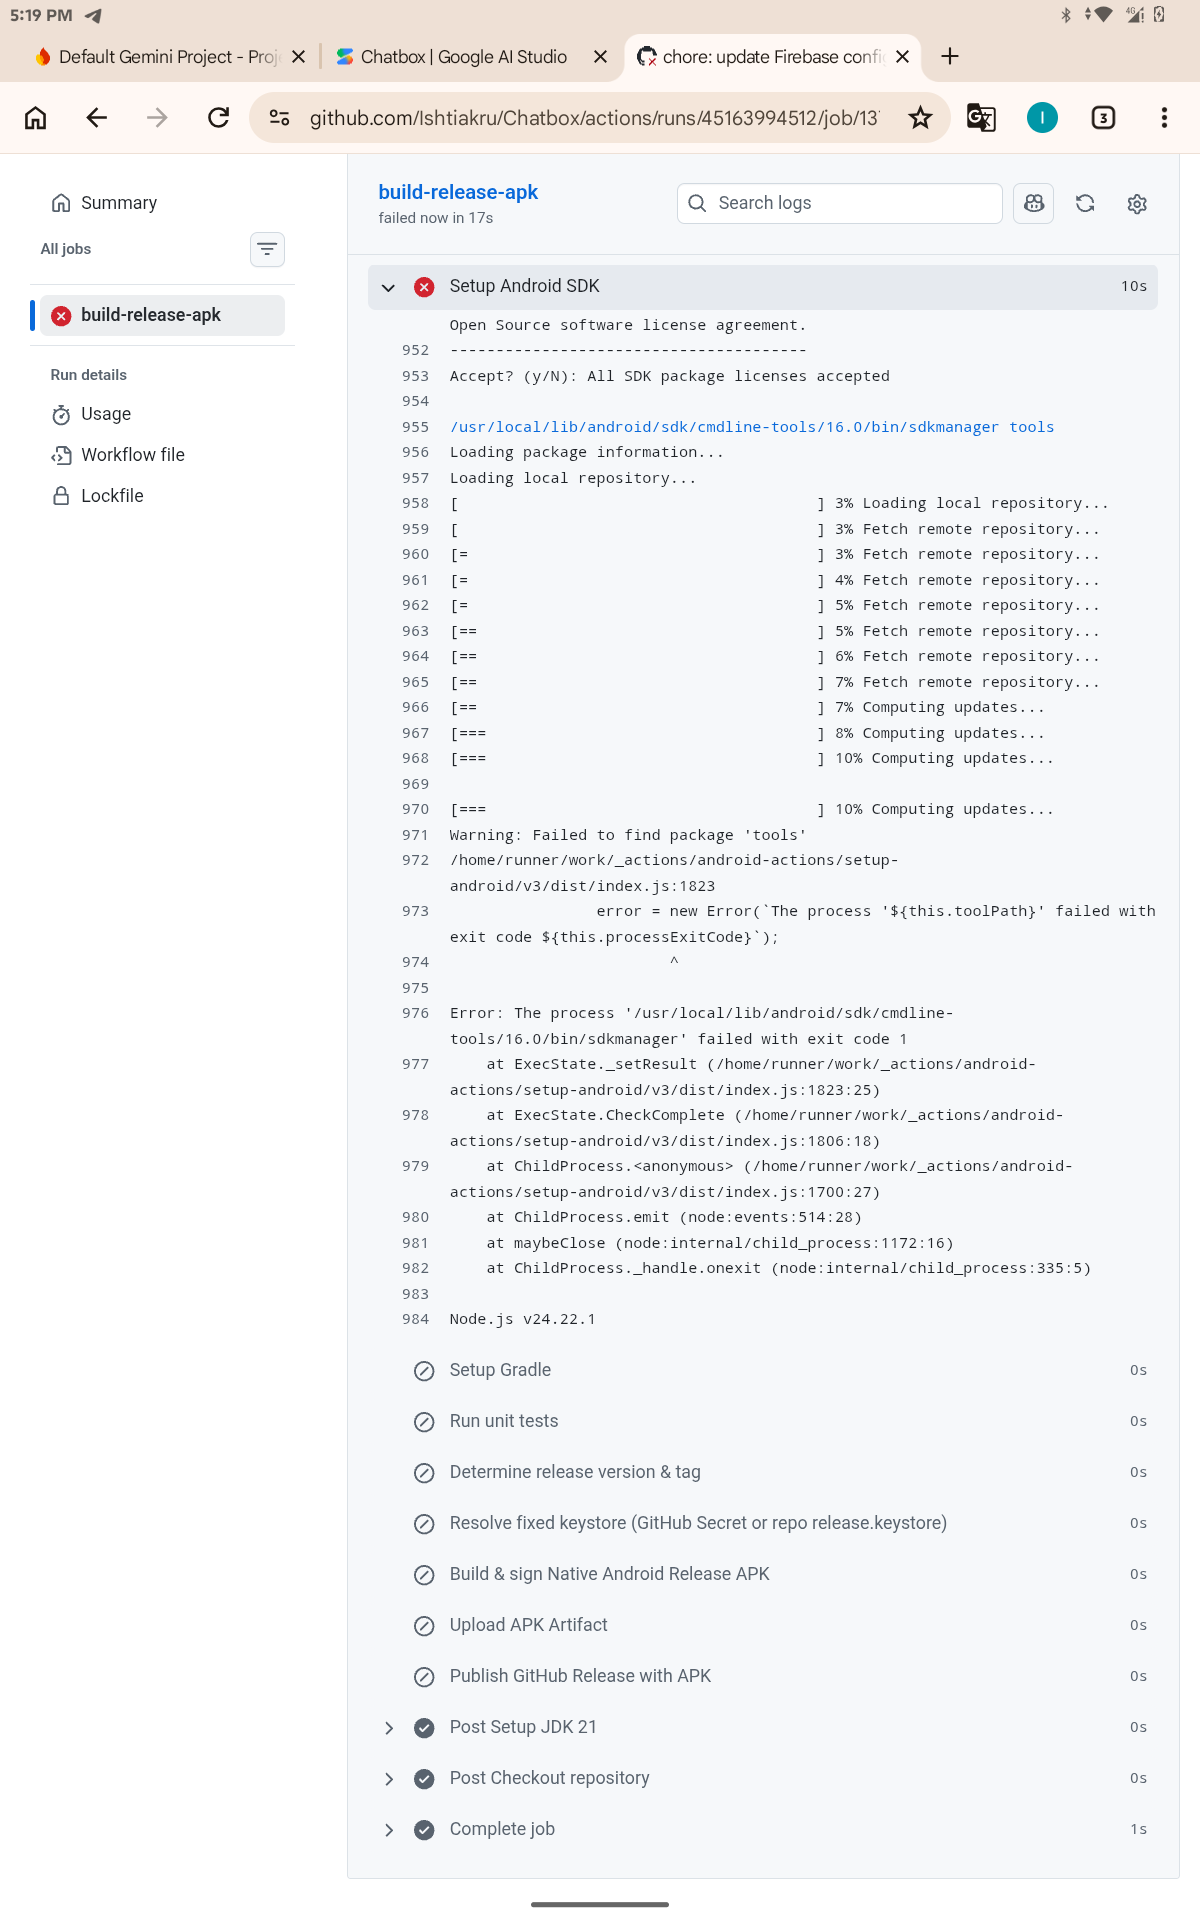 5:19 PM
4G
Default Gemini Project - Proj
Chatbox | Google AI Studio
chore: update Firebase confi
github.com/Ishtiakru/Chatbox/actions/runs/45163994512/job/13
I
3
Summary
All jobs
build-release-apk
Run details
Usage
Workflow file
Lockfile
build-release-apk
failed now in 17s
Search logs
Setup Android SDK 10s
Open Source software license agreement.
952 ---------------------------------------
953 Accept? (y/N): All SDK package licenses accepted
954
955 /usr/local/lib/android/sdk/cmdline-tools/16.0/bin/sdkmanager tools
956 Loading package information...
957 Loading local repository...
958 [                                       ] 3% Loading local repository...
959 [                                       ] 3% Fetch remote repository...
960 [=                                      ] 3% Fetch remote repository...
961 [=                                      ] 4% Fetch remote repository...
962 [=                                      ] 5% Fetch remote repository...
963 [==                                     ] 5% Fetch remote repository...
964 [==                                     ] 6% Fetch remote repository...
965 [==                                     ] 7% Fetch remote repository...
966 [==                                     ] 7% Computing updates...
967 [===                                    ] 8% Computing updates...
968 [===                                    ] 10% Computing updates...
969
970 [===                                    ] 10% Computing updates...
971 Warning: Failed to find package 'tools'
972 /home/runner/work/_actions/android-actions/setup-
android/v3/dist/index.js:1823
973                 error = new Error(`The process '${this.toolPath}' failed with
exit code ${this.processExitCode}`);
974                         ^
975
976 Error: The process '/usr/local/lib/android/sdk/cmdline-
tools/16.0/bin/sdkmanager' failed with exit code 1
977     at ExecState._setResult (/home/runner/work/_actions/android-
actions/setup-android/v3/dist/index.js:1823:25)
978     at ExecState.CheckComplete (/home/runner/work/_actions/android-
actions/setup-android/v3/dist/index.js:1806:18)
979     at ChildProcess.<anonymous> (/home/runner/work/_actions/android-
actions/setup-android/v3/dist/index.js:1700:27)
980     at ChildProcess.emit (node:events:514:28)
981     at maybeClose (node:internal/child_process:1172:16)
982     at ChildProcess._handle.onexit (node:internal/child_process:335:5)
983
984 Node.js v24.22.1
Setup Gradle 0s
Run unit tests 0s
Determine release version & tag 0s
Resolve fixed keystore (GitHub Secret or repo release.keystore) 0s
Build & sign Native Android Release APK 0s
Upload APK Artifact 0s
Publish GitHub Release with APK 0s
Post Setup JDK 21 0s
Post Checkout repository 0s
Complete job 1s